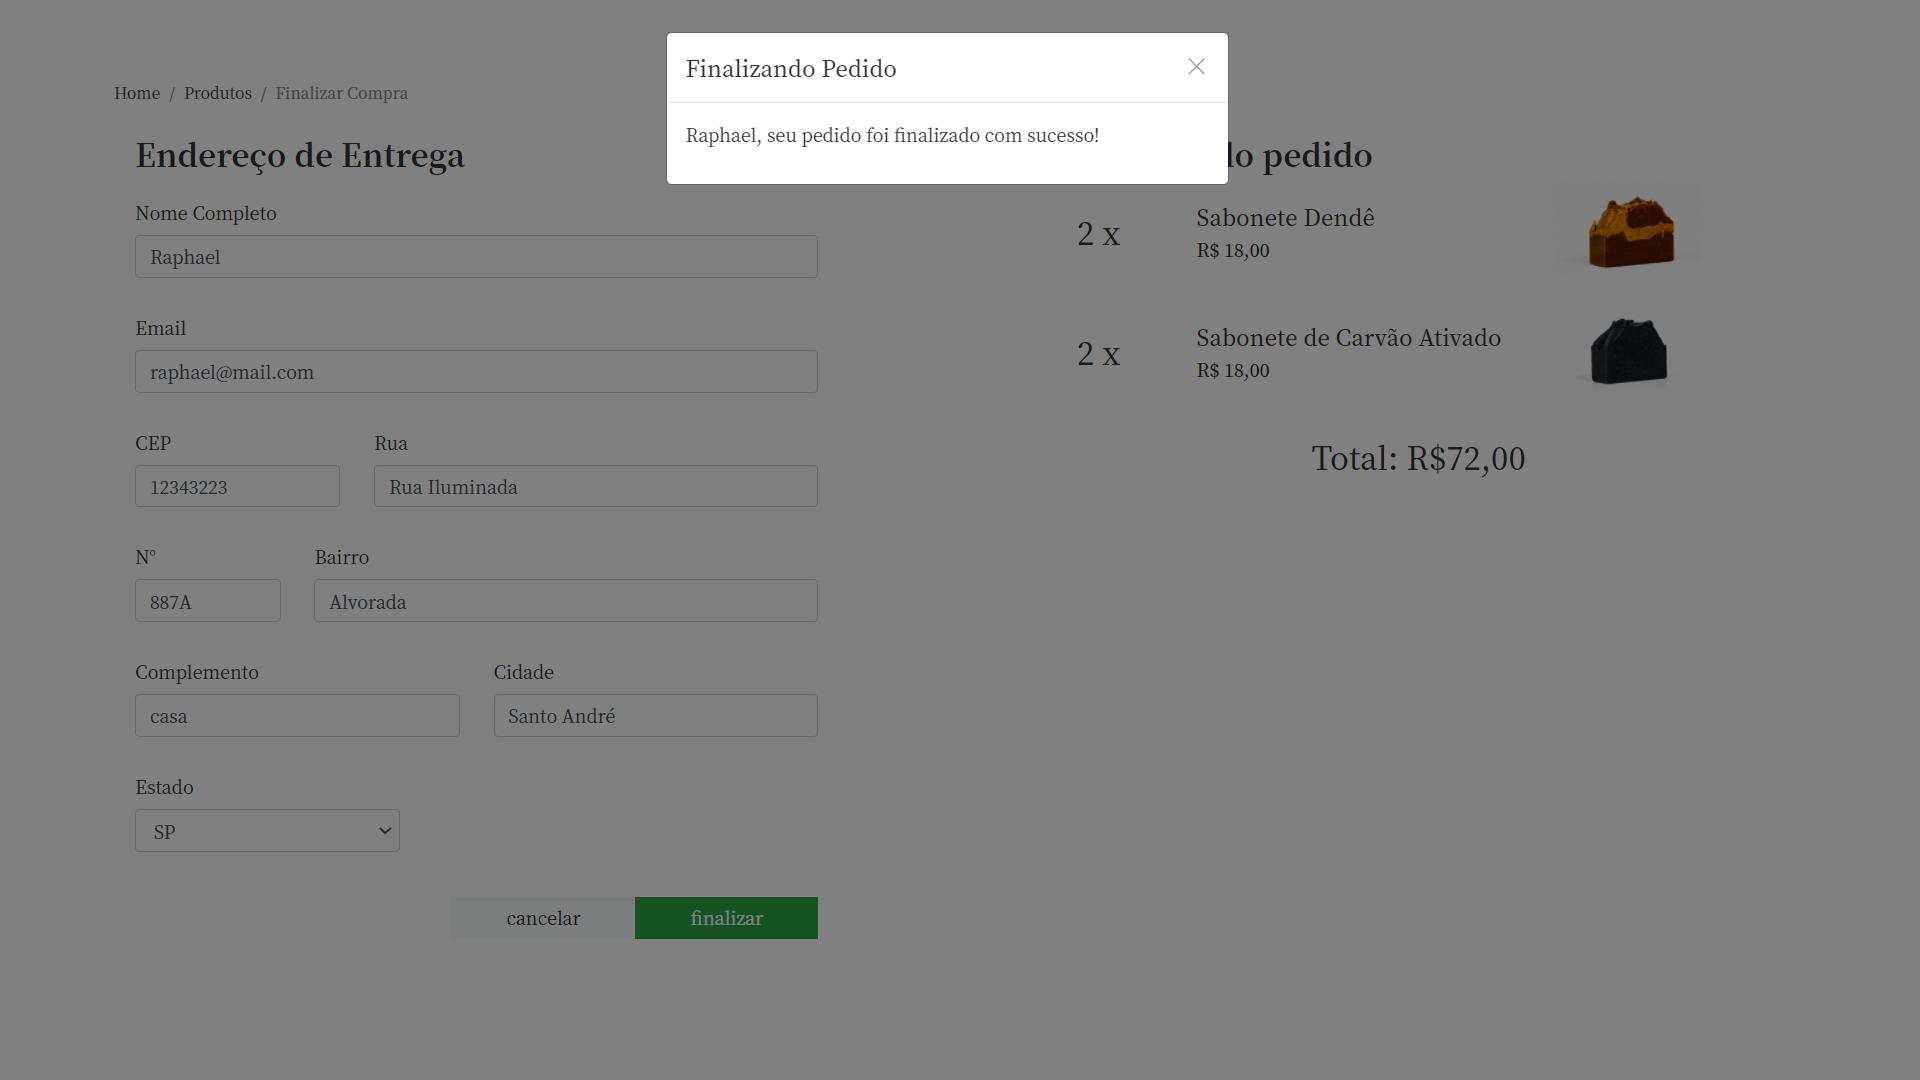 Finalizando Pedido
Raphael, seu pedido foi finalizado com sucesso!
Home / Produtos / Finalizar Compra
Endereço de Entrega
Nome Completo
Raphael
Email
raphael@mail.com
CEP
Rua
12343223
Rua Iluminada
Nº
Bairro
887A
Alvorada
Complemento
Cidade
casa
Santo André
Estado
SP
cancelar
finalizar
pedido
2 x
Sabonete Dendê
R$ 18,00
2 x
Sabonete de Carvão Ativado
R$ 18,00
Total: R$72,00